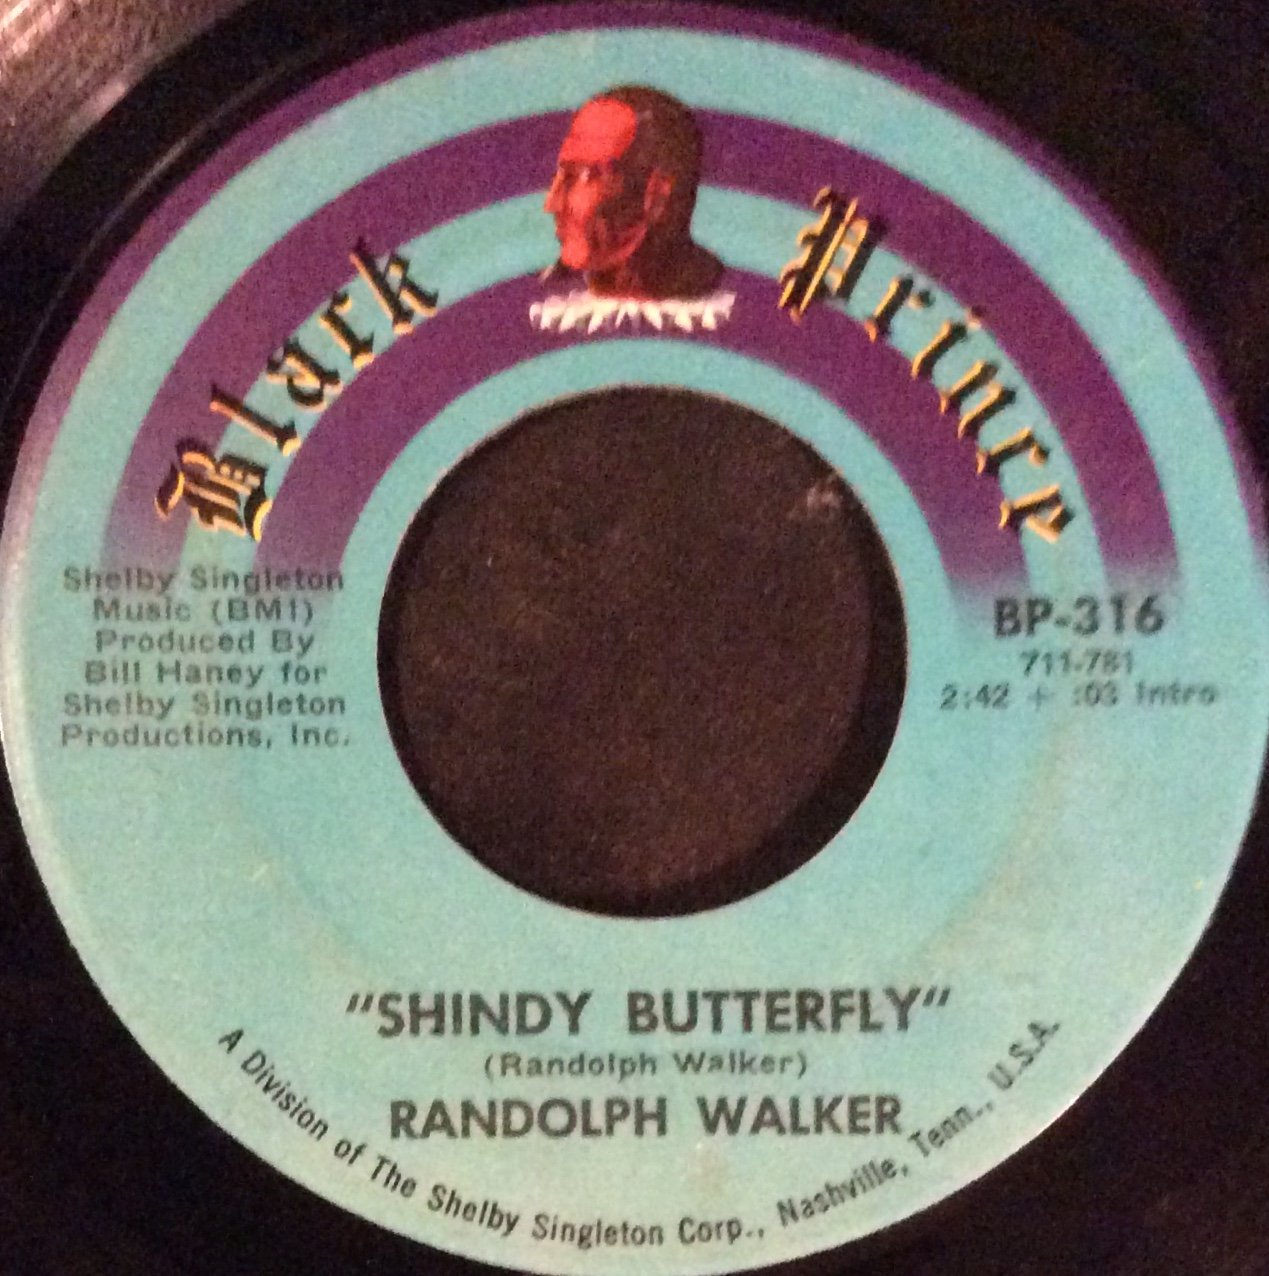 Black Prince
Shelby Singleton
Music (BMI)
Produced By
Bill Haney for
Shelby Singleton
Productions, Inc.
BP-316
711-781
2:42 + :03 Intro
"SHINDY BUTTERFLY"
(Randolph Walker)
RANDOLPH WALKER
A Division of The Shelby Singleton Corp., Nashville, Tenn., U.S.A.